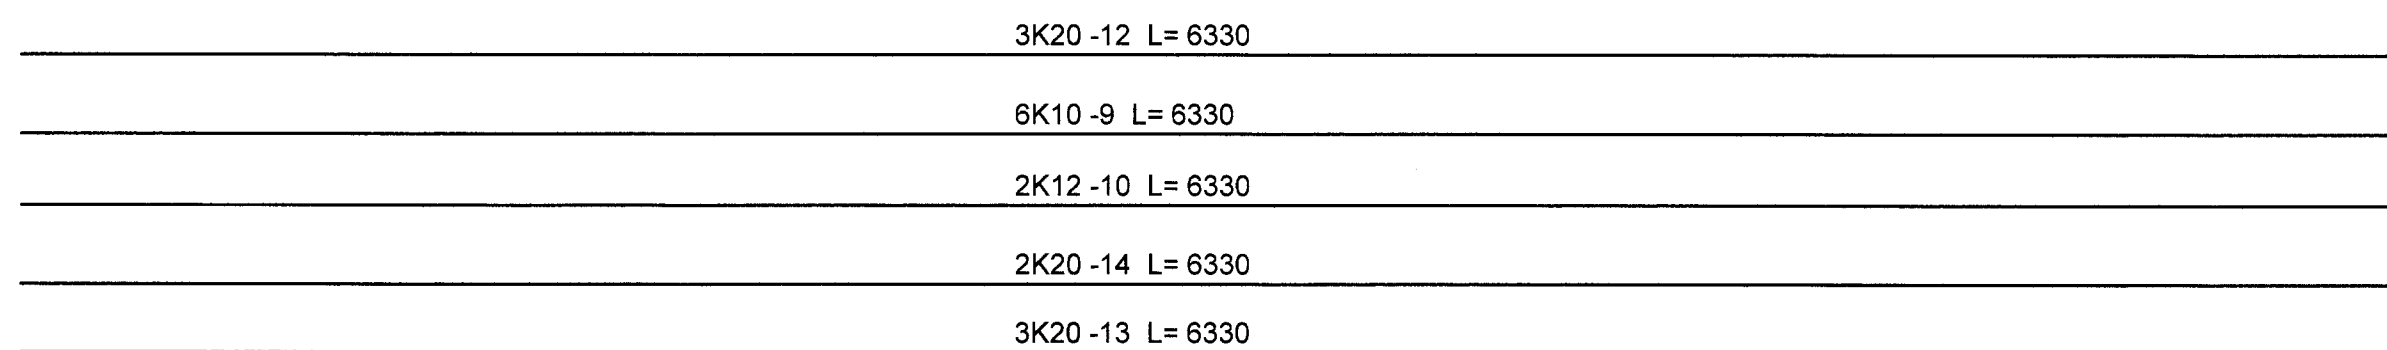 3K20 -12 L= 6330
6K10 -9 L= 6330
2K12 -10 L= 6330
2K20 -14 L= 6330
3K20 -13 L= 6330